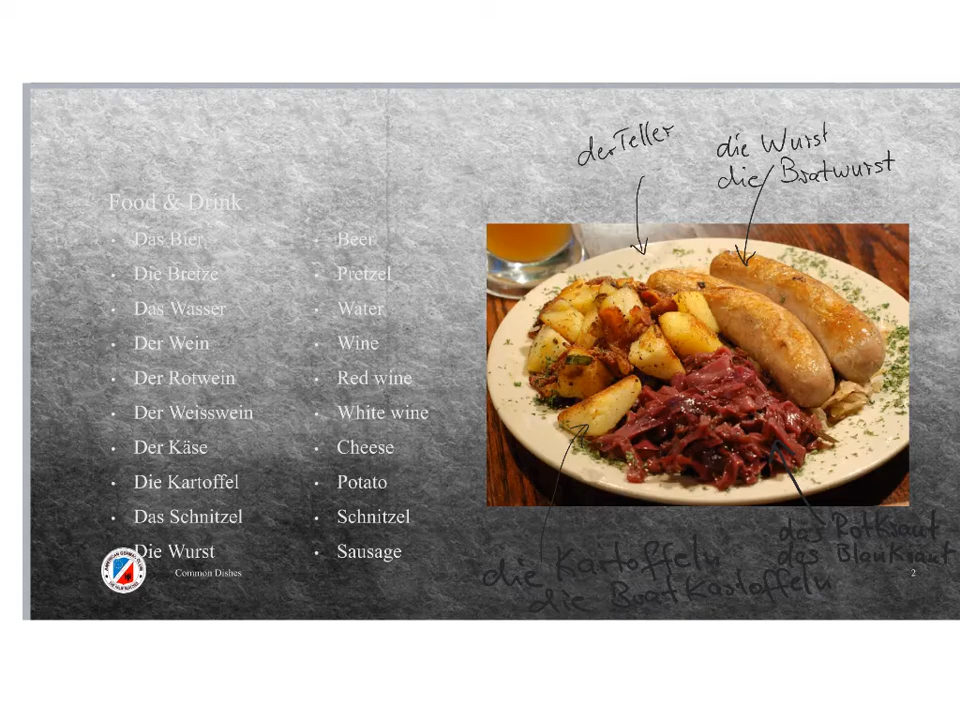 der Teller
die Wurst
die Bratwurst
Food & Drink
Das Bier Beer
Die Breize Pretzel
Das Wasser Water
Der Wein Wine
Der Rotwein Red wine
Der Weisswein White wine
Der Käse Cheese
Die Kartoffel Potato
Das Schnitzel Schnitzel
Die Wurst Sausage
das Rotkraut
das Blaukraut
die Kartoffeln
die Bratkartoffeln
Common Dishes
2